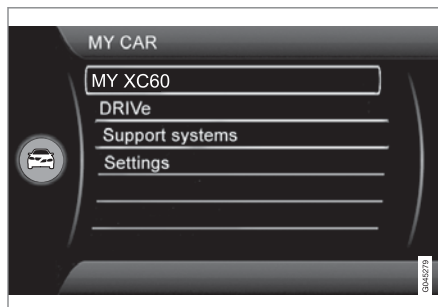 MY CAR
MY XC60
DRIVe
Support systems
Settings
G045279